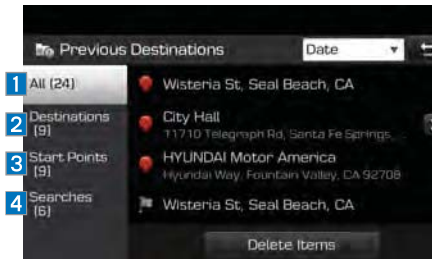 Previous Destinations
Date
1 All (24)
Wisteria St, Seal Beach, CA
2 Destinations
(9)
City Hall
11710 Telegraph Rd, Santa Fe Springs, ...
3 Start Points
(9)
HYUNDAI Motor America
Hyundai Way, Fountain Valley, CA 92708
4 Searches
(6)
Wisteria St, Seal Beach, CA
Delete Items